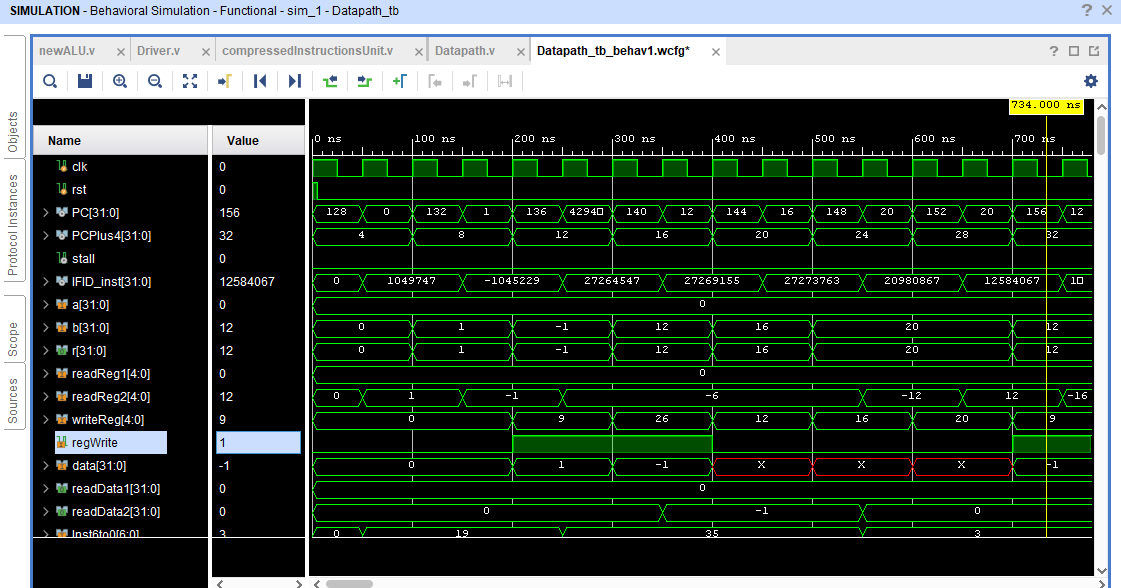 SIMULATION - Behavioral Simulation - Functional - sim_1 - Datapath_tb ? ×
newALU.v × Driver.v × compressedInstructionsUnit.v × Datapath.v × Datapath_tb_behav1.wcfg* × ?
Objects
Protocol Instances
Scope
Sources
734.000 ns
Name Value 0 ns 100 ns 200 ns 300 ns 400 ns 500 ns 600 ns 700 ns
clk 0
rst 0
PC[31:0] 156 128 0 132 1 136 4294 140 12 144 16 148 20 152 20 156 12
PCPlus4[31:0] 32 4 8 12 16 20 24 28 32
stall 0
IFID_inst[31:0] 12584067 0 1049747 -1045229 27264547 27269155 27273763 20980867 12584067 1
a[31:0] 0 0
b[31:0] 12 0 1 -1 12 16 20 12
r[31:0] 12 0 1 -1 12 16 20 12
readReg1[4:0] 0 0
readReg2[4:0] 12 0 1 -1 -6 -12 12 -16
writeReg[4:0] 9 0 9 26 12 16 20 9
regWrite 1
data[31:0] -1 0 1 -1 X X X -1
readData1[31:0] 0 0
readData2[31:0] 0 0 -1 0
Inst6to0[6:0] 3 0 19 35 3